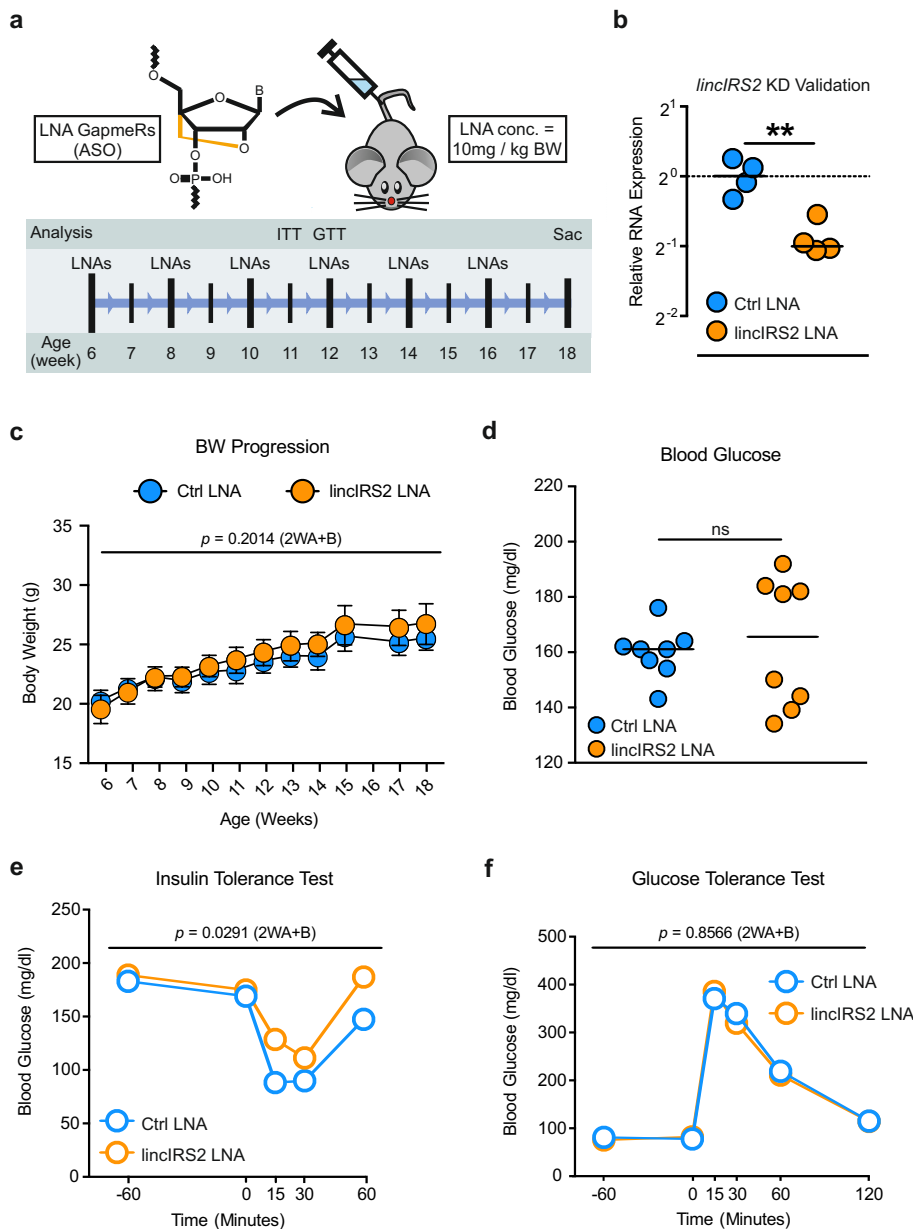 a
LNA GapmeRs
(ASO)
O
O
B
O
O
O=P-OH
LNA conc. =
10mg / kg BW
Analysis
ITT GTT
Sac
LNAs LNAs LNAs LNAs LNAs LNAs
Age
(week)
6 7 8 9 10 11 12 13 14 15 16 17 18
b
lincIRS2 KD Validation
Relative RNA Expression
2^1
**
2^0
2^-1
2^-2
Ctrl LNA
lincIRS2 LNA
c
BW Progression
Ctrl LNA lincIRS2 LNA
p = 0.2014 (2WA+B)
Body Weight (g)
35
30
25
20
15
6 7 8 9 10 11 12 13 14 15 16 17 18
Age (Weeks)
d
Blood Glucose
ns
Blood Glucose (mg/dl)
220
200
180
160
140
120
Ctrl LNA
lincIRS2 LNA
e
Insulin Tolerance Test
p = 0.0291 (2WA+B)
Blood Glucose (mg/dl)
250
200
150
100
50
0
Ctrl LNA
lincIRS2 LNA
-60 0 15 30 60
Time (Minutes)
f
Glucose Tolerance Test
p = 0.8566 (2WA+B)
Blood Glucose (mg/dl)
500
400
300
200
100
0
Ctrl LNA
lincIRS2 LNA
-60 0 15 30 60 120
Time (Minutes)